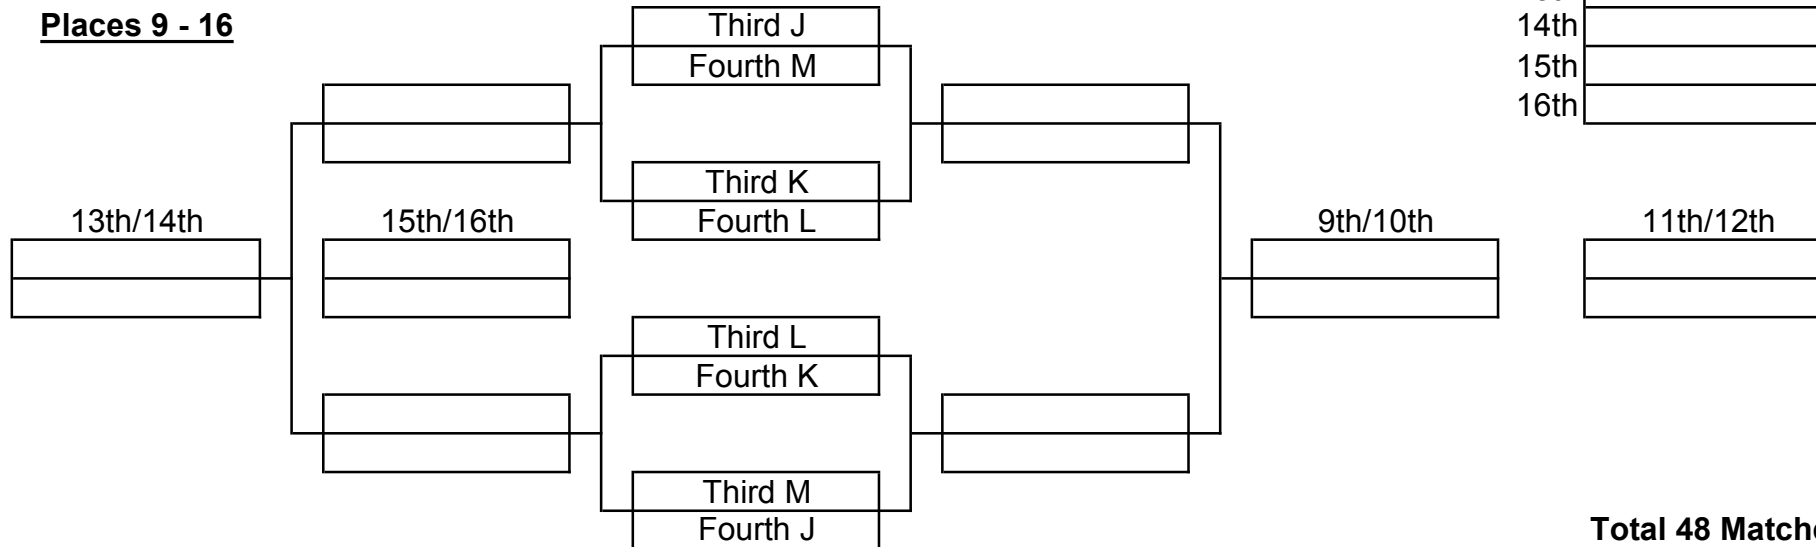 Places 9 - 16
Third J
14th
Fourth M
15th
16th
Third K
13th/14th
15th/16th
Fourth L
9th/10th
11th/12th
Third L
Fourth K
Third M
Fourth J
Total 48